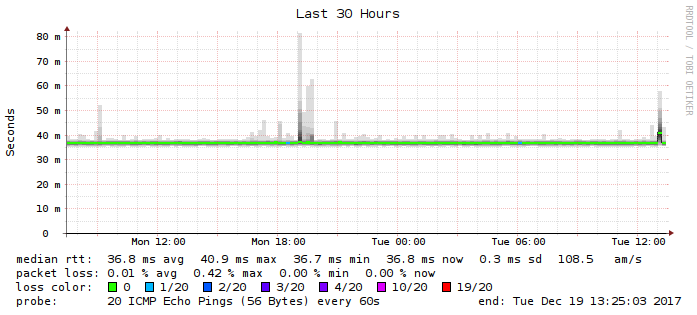 Last 30 Hours
RRDTOOL / TOBI OETIKER
Seconds
80 m
70 m
60 m
50 m
40 m
30 m
20 m
10 m
0
Mon 12:00 Mon 18:00 Tue 00:00 Tue 06:00 Tue 12:00
median rtt: 36.8 ms avg 40.9 ms max 36.7 ms min 36.8 ms now 0.3 ms sd 108.5 am/s
packet loss: 0.01 % avg 0.42 % max 0.00 % min 0.00 % now
loss color: 0 1/20 2/20 3/20 4/20 10/20 19/20
probe: 20 ICMP Echo Pings (56 Bytes) every 60s end: Tue Dec 19 13:25:03 2017